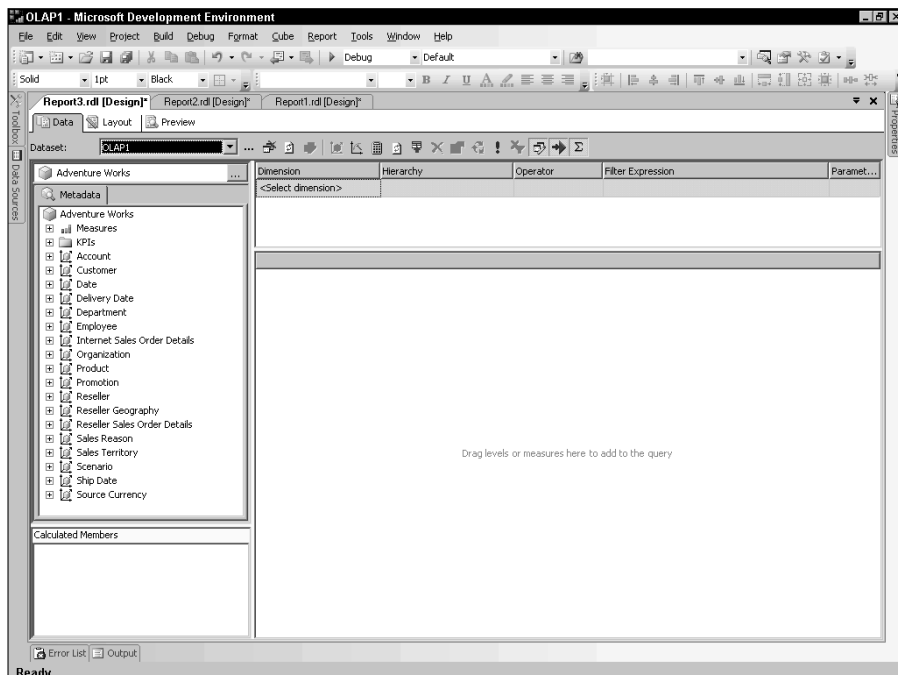 OLAP1 - Microsoft Development Environment
File Edit View Project Build Debug Format Cube Report Tools Window Help
Debug Default
Solid 1pt Black B I U A
Report3.rdl [Design]* Report2.rdl [Design]* Report1.rdl [Design]*
Toolbox
Data Sources
Properties
Data Layout Preview
Dataset: OLAP1 ... Σ
Adventure Works ...
Metadata
Dimension Hierarchy Operator Filter Expression Paramet...
<Select dimension>
Adventure Works
Measures
KPIs
Account
Customer
Date
Delivery Date
Department
Employee
Internet Sales Order Details
Organization
Product
Promotion
Reseller
Reseller Geography
Reseller Sales Order Details
Sales Reason
Sales Territory
Scenario
Ship Date
Source Currency
Drag levels or measures here to add to the query
Calculated Members
Error List Output
Ready